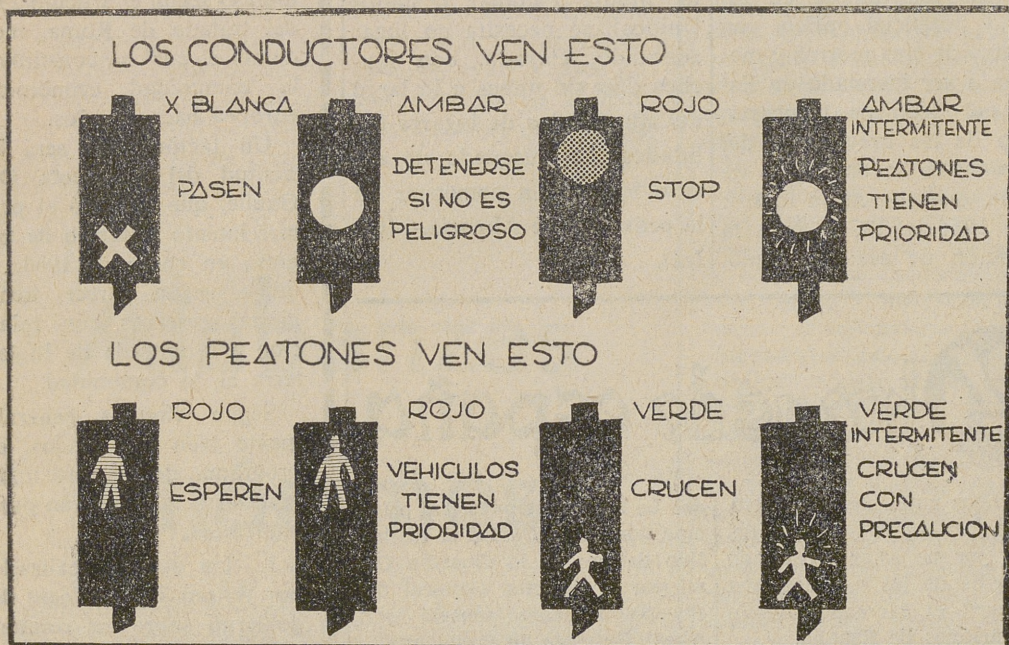 LOS CONDUCTORES VEN ESTO
X BLANCA
PASEN
AMBAR
DETENERSE
SI NO ES
PELIGROSO
ROJO
STOP
AMBAR
INTERMITENTE
PEATONES
TIENEN
PRIORIDAD
LOS PEATONES VEN ESTO
ROJO
ESPEREN
ROJO
VEHICULOS
TIENEN
PRIORIDAD
VERDE
CRUCEN
VERDE
INTERMITENTE
CRUCEN
CON
PRECAUCION